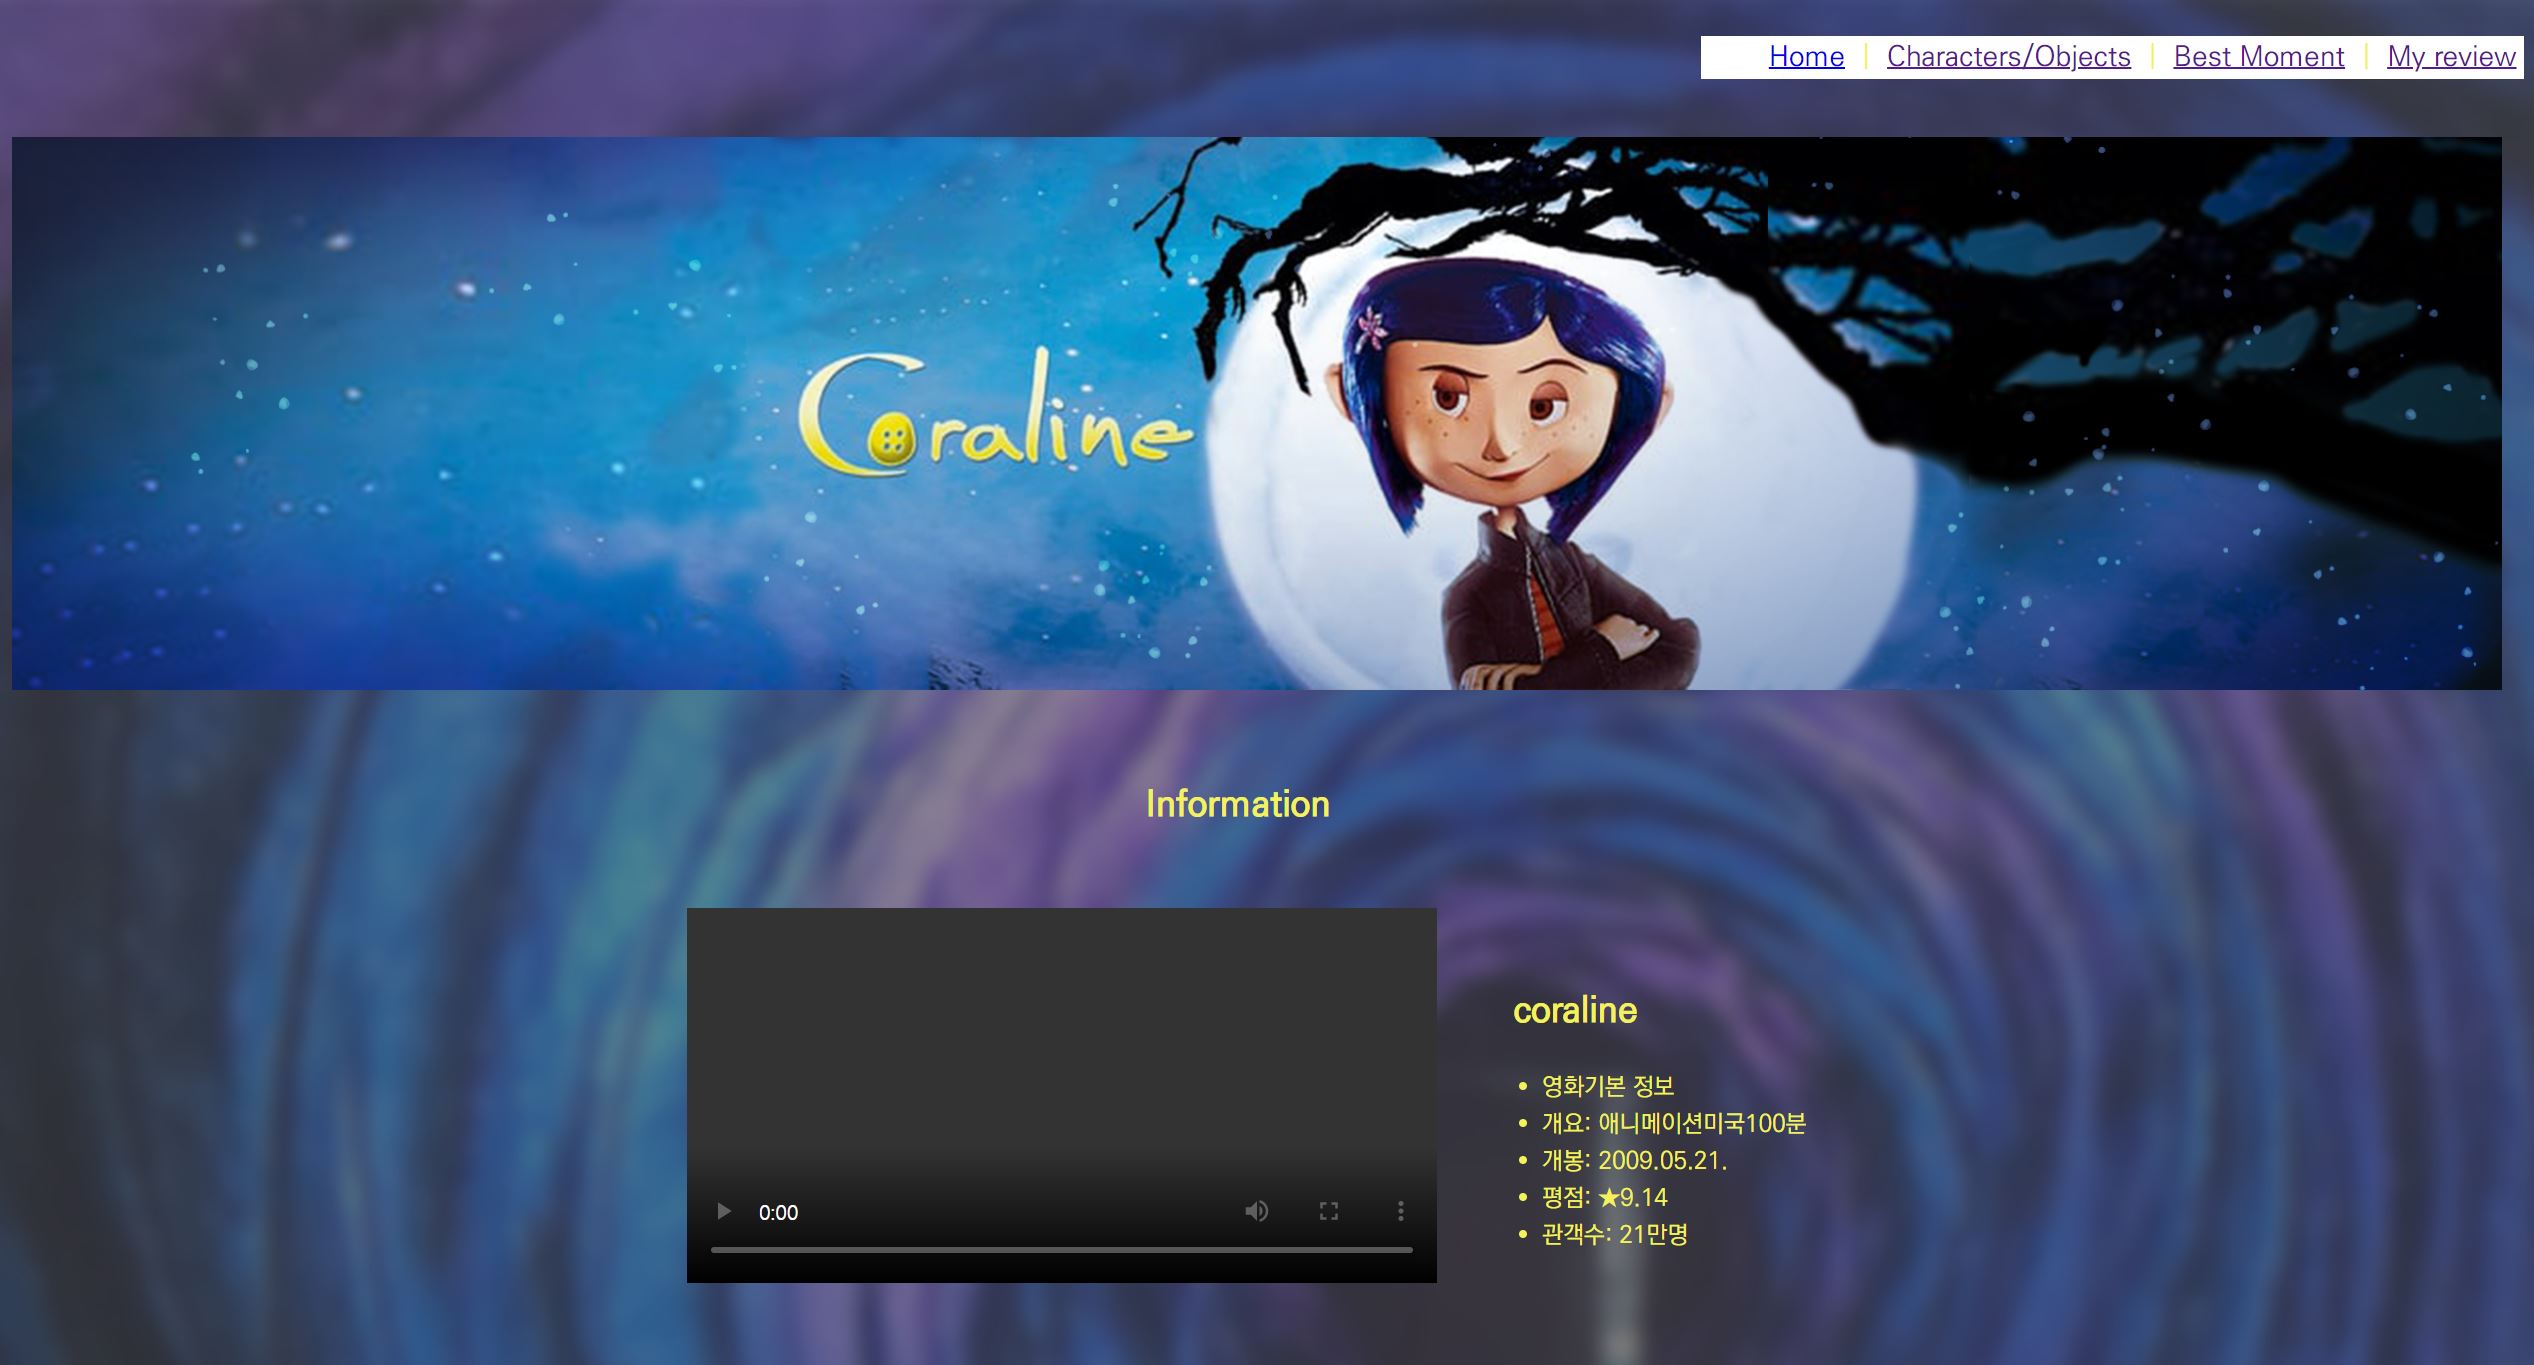 Home | Characters/Objects | Best Moment | My review
Coraline
Information
0:00
coraline
• 영화기본 정보
• 개요: 애니메이션미국100분
• 개봉: 2009.05.21.
• 평점: ★9.14
• 관객수: 21만명